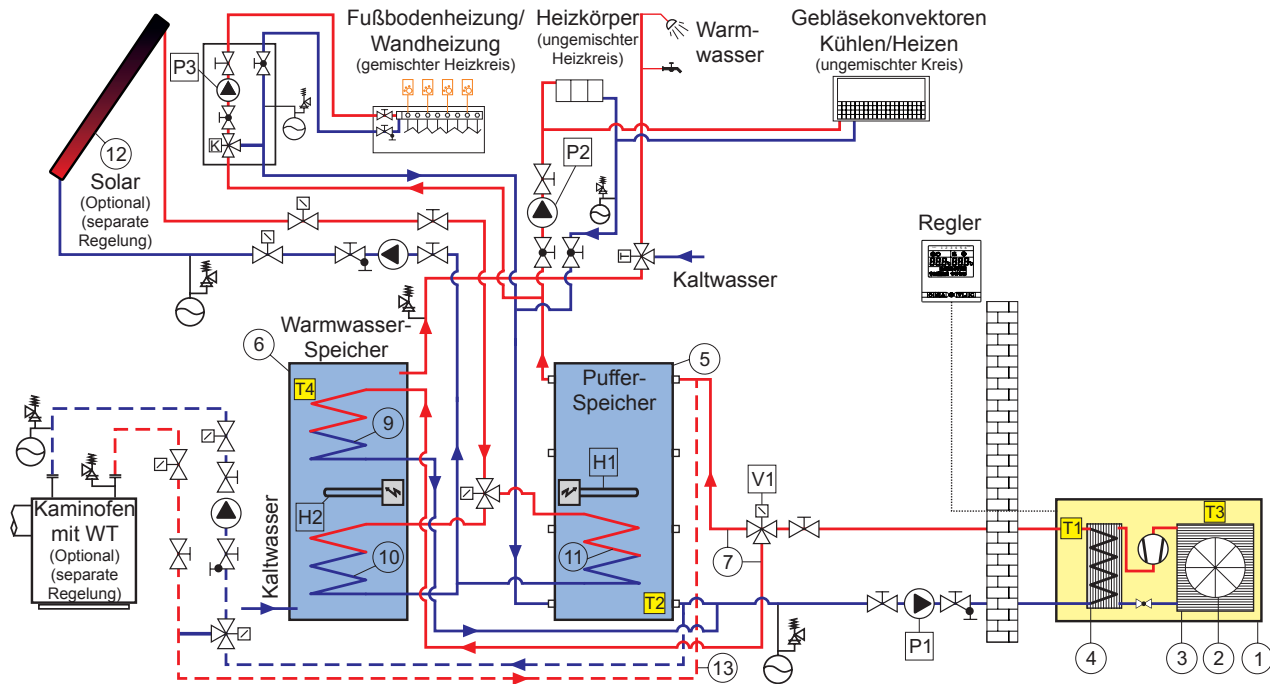 Fußbodenheizung/
Wandheizung
(gemischter Heizkreis)
Heizkörper
(ungemischter
Heizkreis)
Warm-
wasser
Gebläsekonvektoren
Kühlen/Heizen
(ungemischter Kreis)
P3
K
12
Solar
(Optional)
(separate
Regelung)
P2
T
Kaltwasser
Regler
6
Warmwasser-
Speicher
5
Puffer-
Speicher
T4
9
H1
H2
V1
T1
T3
Kaminofen
mit WT
(Optional)
(separate
Regelung)
Kaltwasser
10
11
7
T2
P1
13
4
3
2
1